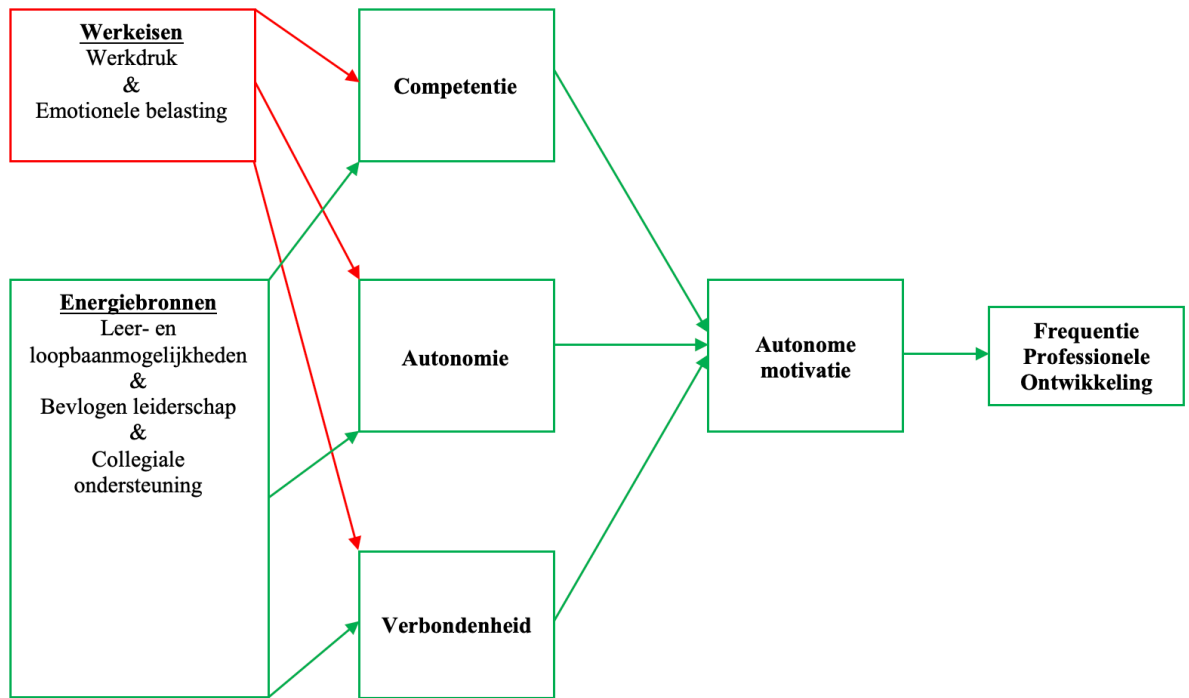 Werkeisen
Werkdruk
&
Emotionele belasting
Competentie
Energiebronnen
Leer- en
loopbaanmogelijkheden
&
Bevlogen leiderschap
&
Collegiale
ondersteuning
Autonomie
Verbondenheid
Autonome
motivatie
Frequentie
Professionele
Ontwikkeling